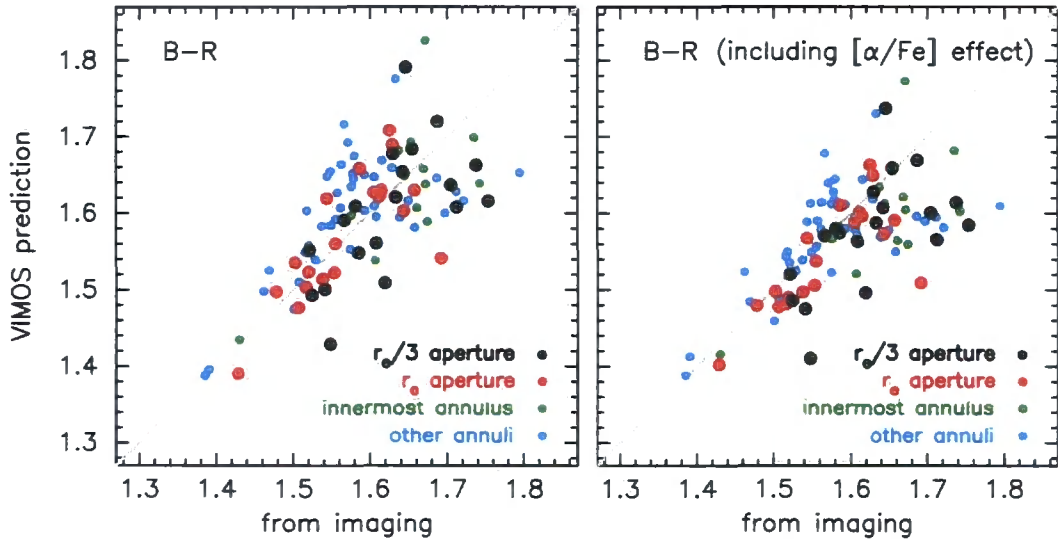 B−R
B−R (including [α/Fe] effect)
VIMOS prediction
1.8
1.7
1.6
1.5
1.4
1.3
rₑ/3 aperture
rₑ aperture
innermost annulus
other annuli
rₑ/3 aperture
rₑ aperture
innermost annulus
other annuli
1.3 1.4 1.5 1.6 1.7 1.8
1.3 1.4 1.5 1.6 1.7 1.8
from imaging
from imaging